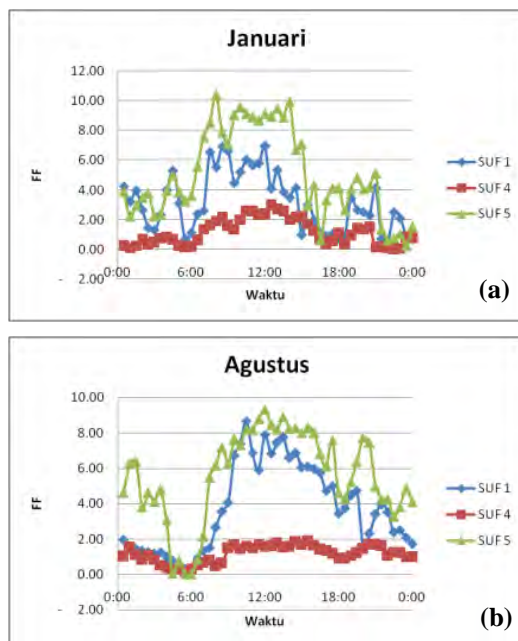 Januari
12.00
10.00
8.00
6.00
4.00
2.00
0.00
- 2.00
FF
0:00 6:00 12:00 18:00 0:00
Waktu
SUF 1
SUF 4
SUF 5
(a)
Agustus
10.00
8.00
6.00
4.00
2.00
0.00
- 2.00
FF
0:00 6:00 12:00 18:00 0:00
Waktu
SUF 1
SUF 4
SUF 5
(b)